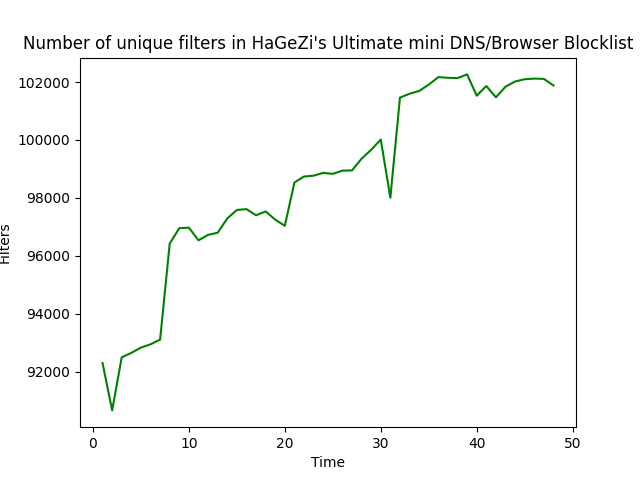 Number of unique filters in HaGeZi's Ultimate mini DNS/Browser Blocklist
102000
100000
98000
96000
94000
92000
Filters
0 10 20 30 40 50
Time